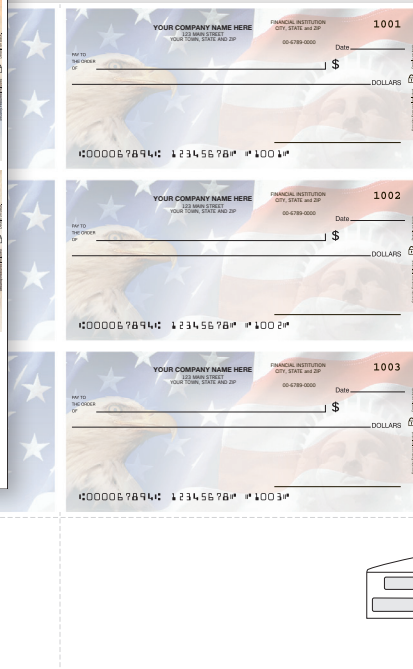 YOUR COMPANY NAME HERE
123 MAIN STREET
YOUR TOWN, STATE AND ZIP
FINANCIAL INSTITUTION
CITY, STATE and ZIP
00-6789-0000
1001
Date
PAY TO
THE ORDER
OF
$
DOLLARS
⑆000067894⑆ 12345678⑈ ⑈1001⑈
YOUR COMPANY NAME HERE
123 MAIN STREET
YOUR TOWN, STATE AND ZIP
FINANCIAL INSTITUTION
CITY, STATE and ZIP
00-6789-0000
1002
Date
PAY TO
THE ORDER
OF
$
DOLLARS
⑆000067894⑆ 12345678⑈ ⑈1002⑈
YOUR COMPANY NAME HERE
123 MAIN STREET
YOUR TOWN, STATE AND ZIP
FINANCIAL INSTITUTION
CITY, STATE and ZIP
00-6789-0000
1003
Date
PAY TO
THE ORDER
OF
$
DOLLARS
⑆000067894⑆ 12345678⑈ ⑈1003⑈